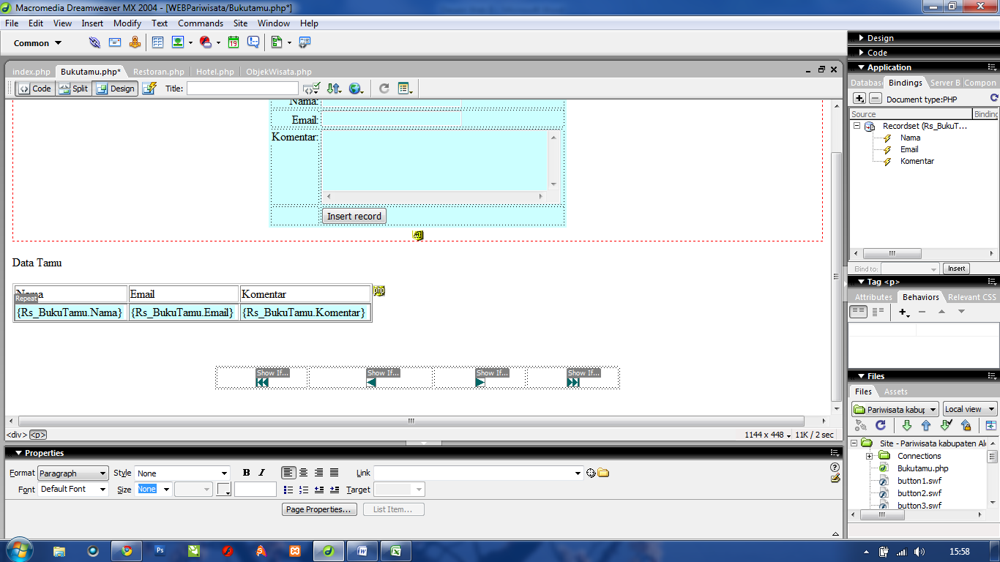 Macromedia Dreamweaver MX 2004 - [WEBPariwisata/Bukutamu.php*]
File Edit View Insert Modify Text Commands Site Window Help
Common
index.php Bukutamu.php* Restoran.php Hotel.php ObjekWisata.php
Code Split Design Title:
Nama:
Email:
Komentar:
Insert record
Data Tamu
Nama Email Komentar
Repeat
{Rs_BukuTamu.Nama} {Rs_BukuTamu.Email} {Rs_BukuTamu.Komentar}
Show If... Show If... Show If... Show If...
<div> <p> 1144 x 448 11K / 2 sec
Properties
Format Paragraph Style None B I Link
Font Default Font Size None Target
Page Properties... List Item...
Design
Code
Application
Databas Bindings Server B Compon
Document type:PHP
Source Binding
Recordset (Rs_BukuT...
Nama
Email
Komentar
Bind to: Insert
Tag <p>
Attributes Behaviors Relevant CSS
Files
Files Assets
Pariwisata kabup Local view
Site - Pariwisata kabupaten Al
Connections
Bukutamu.php
button1.swf
button2.swf
button3.swf
Ps W X 15:58